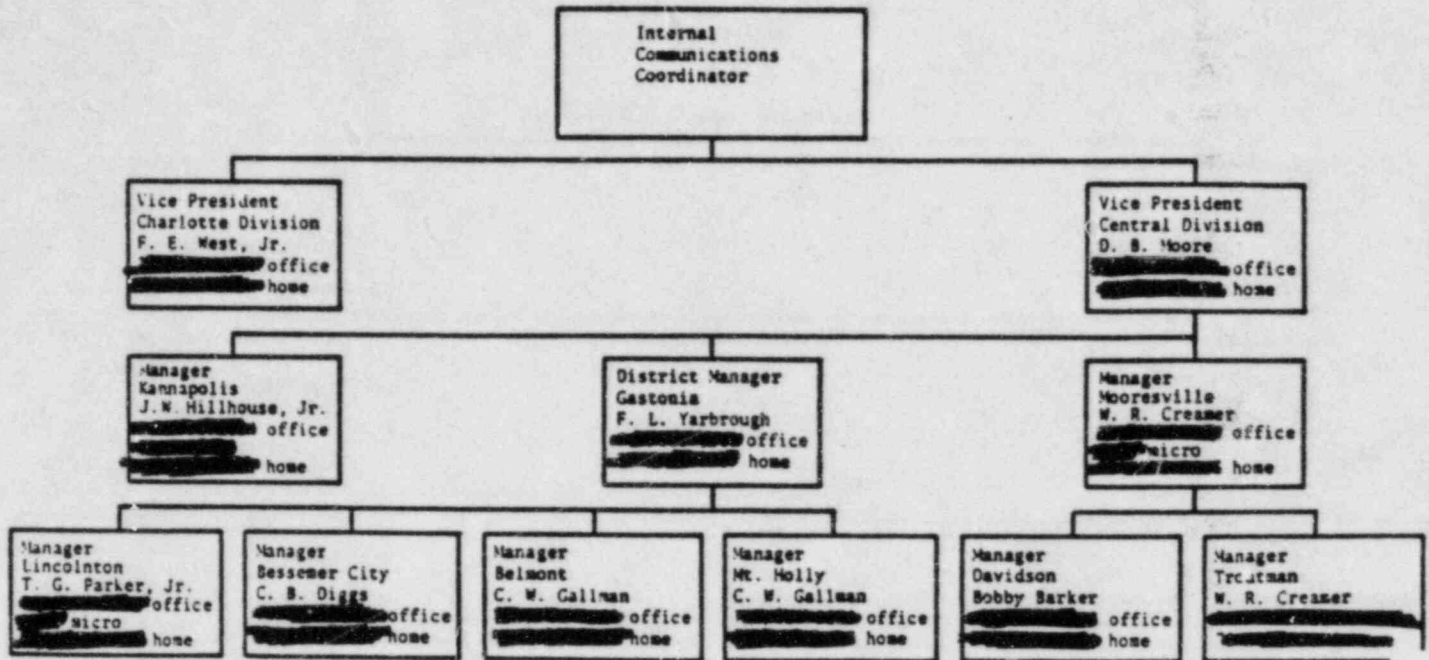 Internal
Communications
Coordinator
Vice President
Charlotte Division
F. E. West, Jr.
office
home
Vice President
Central Division
D. B. Moore
office
home
Manager
Kannapolis
J.W. Hillhouse, Jr.
office
home
District Manager
Gastonia
F. L. Yarbrough
office
home
Manager
Mooresville
W. R. Creamer
office
micro
home
Manager
Lincolnton
T. G. Parker, Jr.
office
micro
home
Manager
Bessemer City
C. B. Diggs
office
home
Manager
Belmont
C. W. Gallman
office
home
Manager
Mt. Holly
C. W. Gallman
office
home
Manager
Davidson
Bobby Barker
office
home
Manager
Troutman
W. R. Creamer